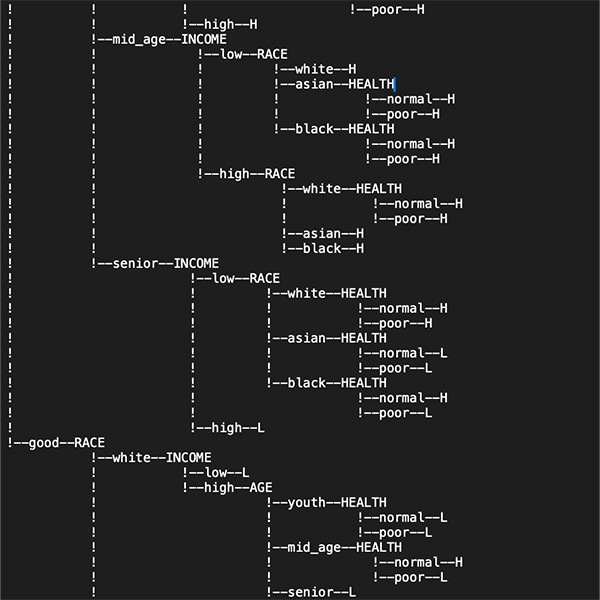 !          !           !                     !--poor--H
!          !           !--high--H
!          !--mid_age--INCOME
!          !             !--low--RACE
!          !             !         !--white--H
!          !             !         !--asian--HEALTH
!          !             !         !           !--normal--H
!          !             !         !           !--poor--H
!          !             !         !--black--HEALTH
!          !             !                     !--normal--H
!          !             !                     !--poor--H
!          !             !--high--RACE
!          !                        !--white--HEALTH
!          !                        !           !--normal--H
!          !                        !           !--poor--H
!          !                        !--asian--H
!          !                        !--black--H
!          !--senior--INCOME
!                       !--low--RACE
!                       !         !--white--HEALTH
!                       !         !           !--normal--H
!                       !         !           !--poor--H
!                       !         !--asian--HEALTH
!                       !         !           !--normal--L
!                       !         !           !--poor--L
!                       !         !--black--HEALTH
!                       !                     !--normal--H
!                       !                     !--poor--L
!                       !--high--L
!--good--RACE
           !--white--INCOME
           !           !--low--L
           !           !--high--AGE
           !                     !--youth--HEALTH
           !                     !           !--normal--L
           !                     !           !--poor--L
           !                     !--mid_age--HEALTH
           !                     !             !--normal--H
           !                     !             !--poor--L
           !                     !--senior--L